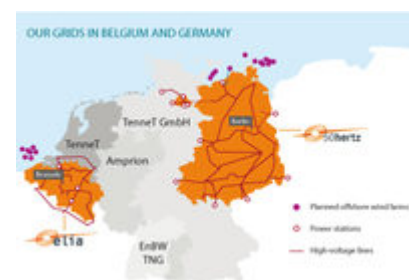 OUR GRIDS IN BELGIUM AND GERMANY
TenneT GmbH
Berlin
50hertz
TenneT
Amprion
Brussels
elia
EnBW
TNG
Planned offshore wind farms
Power stations
High-voltage lines